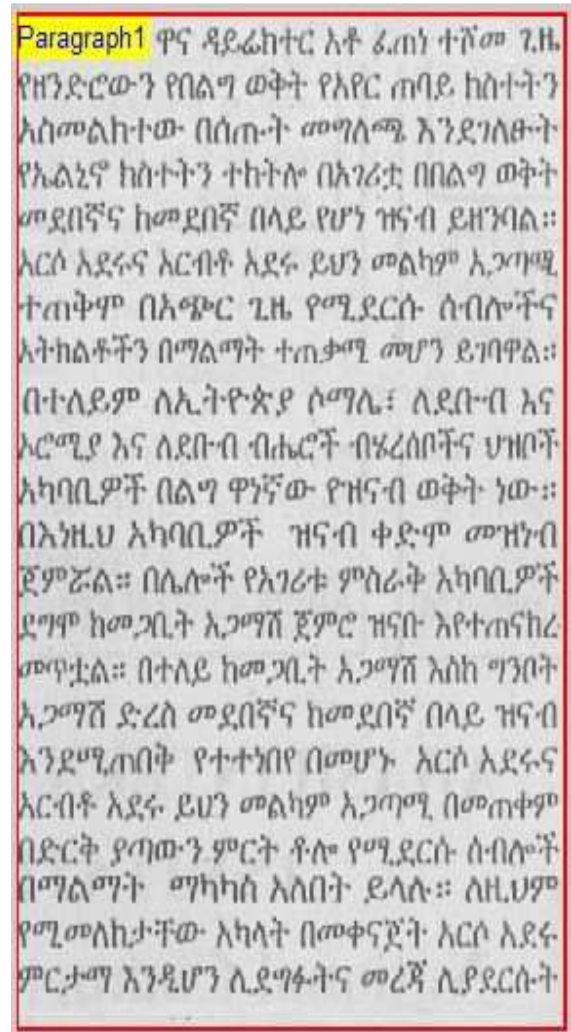 Paragraph1 ዋና ዳይሬክተር አቶ ፈጠነ ተሾመ ጊዜ
የዘንድሮውን የበልግ ወቅት የአየር ጠባይ ክስተትን
አስመልክተው በሰጡት መግለጫ እንደገለፁት
የኤልኒኖ ክስተትን ተከትሎ በአገሪቷ በበልግ ወቅት
መደበኛና ከመደበኛ በላይ የሆነ ዝናብ ይዘንባል።
አርሶ አደሩና አርብቶ አደሩ ይህን መልካም አጋጣሚ
ተጠቅሞ በአጭር ጊዜ የሚደርሱ ሰብሎችና
አትክልቶችን በማልማት ተጠቃሚ መሆን ይገባዋል።
በተለይም ለኢትዮጵያ ሶማሌ፣ ለደቡብ እና
ኦሮሚያ እና ለደቡብ ብሔሮች ብሄረሰቦችና ህዝቦች
አካባቢዎች በልግ ዋነኛው የዝናብ ወቅት ነው።
በእነዚህ አካባቢዎች ዝናብ ቀድሞ መዝነብ
ጀምሯል። በሌሎች የአገሪቱ ምስራቅ አካባቢዎች
ደግሞ ከመጋቢት አጋማሽ ጀምሮ ዝናቡ እየተጠናከረ
መጥቷል። በተለይ ከመጋቢት አጋማሽ እስከ ግንቦት
አጋማሽ ድረስ መደበኛና ከመደበኛ በላይ ዝናብ
እንደሚጠበቅ የተተነበየ በመሆኑ አርሶ አደሩና
አርብቶ አደሩ ይህን መልካም አጋጣሚ በመጠቀም
በድርቅ ያጣውን ምርት ቶሎ የሚደርሱ ሰብሎች
በማልማት ማካካስ አለበት ይላሉ። ለዚህም
የሚመለከታቸው አካላት በመቀናጀት አርሶ አደሩ
ምርታማ እንዲሆን ሊደግፉትና መረጃ ሊያደርሱት